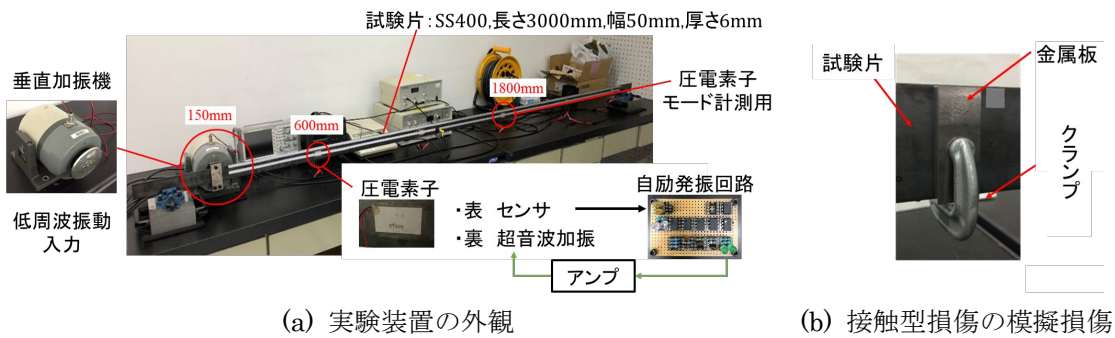 試験片：SS400,長さ3000mm,幅50mm,厚さ6mm
垂直加振機
150mm
600mm
1800mm
圧電素子
モード計測用
低周波振動
入力
圧電素子
・表 センサ
・裏 超音波加振
自励発振回路
アンプ
(a) 実験装置の外観
試験片
金属板
クランプ
(b) 接触型損傷の模擬損傷